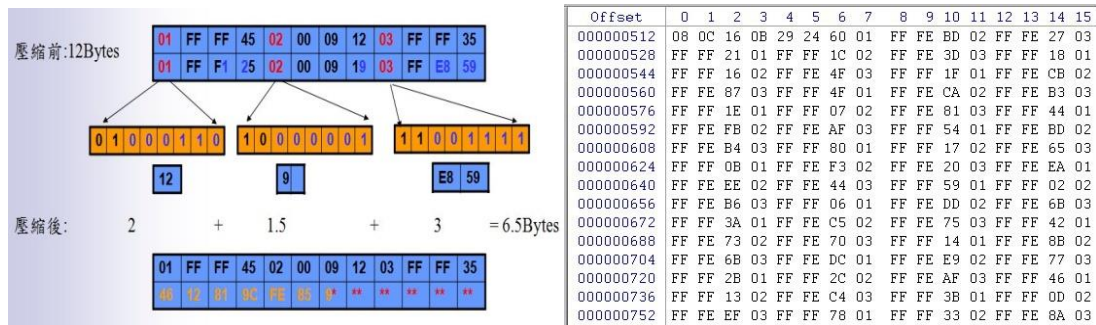 壓縮前:12Bytes
01 FF FF 45 02 00 09 12 03 FF FF 35
01 FF F1 25 02 00 09 19 03 FF E8 59
0 1 0 0 0 1 1 0
1 0 0 0 0 0 0 1
1 1 0 0 1 1 1 1
12
9
E8 59
壓縮後: 2 + 1.5 + 3 =6.5Bytes
01 FF FF 45 02 00 09 12 03 FF FF 35
46 12 81 9C FE 85 9* ** ** ** ** **
Offset 0 1 2 3 4 5 6 7 8 9 10 11 12 13 14 15
000000512 08 0C 16 0B 29 24 60 01 FF FE BD 02 FF FE 27 03
000000528 FF FF 21 01 FF FF 1C 02 FF FE 3D 03 FF FF 18 01
000000544 FF FF 16 02 FF FE 4F 03 FF FF 1F 01 FF FE CB 02
000000560 FF FE 87 03 FF FF 4F 01 FF FE CA 02 FF FE B3 03
000000576 FF FF 1E 01 FF FF 07 02 FF FE 81 03 FF FF 44 01
000000592 FF FE FB 02 FF FE AF 03 FF FF 54 01 FF FE BD 02
000000608 FF FE B4 03 FF FF 80 01 FF FF 17 02 FF FE 65 03
000000624 FF FF 0B 01 FF FE F3 02 FF FE 20 03 FF FE EA 01
000000640 FF FE EE 02 FF FE 44 03 FF FF 59 01 FF FF 02 02
000000656 FF FE B6 03 FF FF 06 01 FF FE DD 02 FF FE 6B 03
000000672 FF FF 3A 01 FF FE C5 02 FF FE 75 03 FF FF 42 01
000000688 FF FE 73 02 FF FE 70 03 FF FF 14 01 FF FE 8B 02
000000704 FF FE 6B 03 FF FE DC 01 FF FE E9 02 FF FE 77 03
000000720 FF FF 2B 01 FF FF 2C 02 FF FE AF 03 FF FF 46 01
000000736 FF FF 13 02 FF FE C4 03 FF FF 3B 01 FF FF 0D 02
000000752 FF FE EF 03 FF FF 78 01 FF FF 33 02 FF FE 8A 03